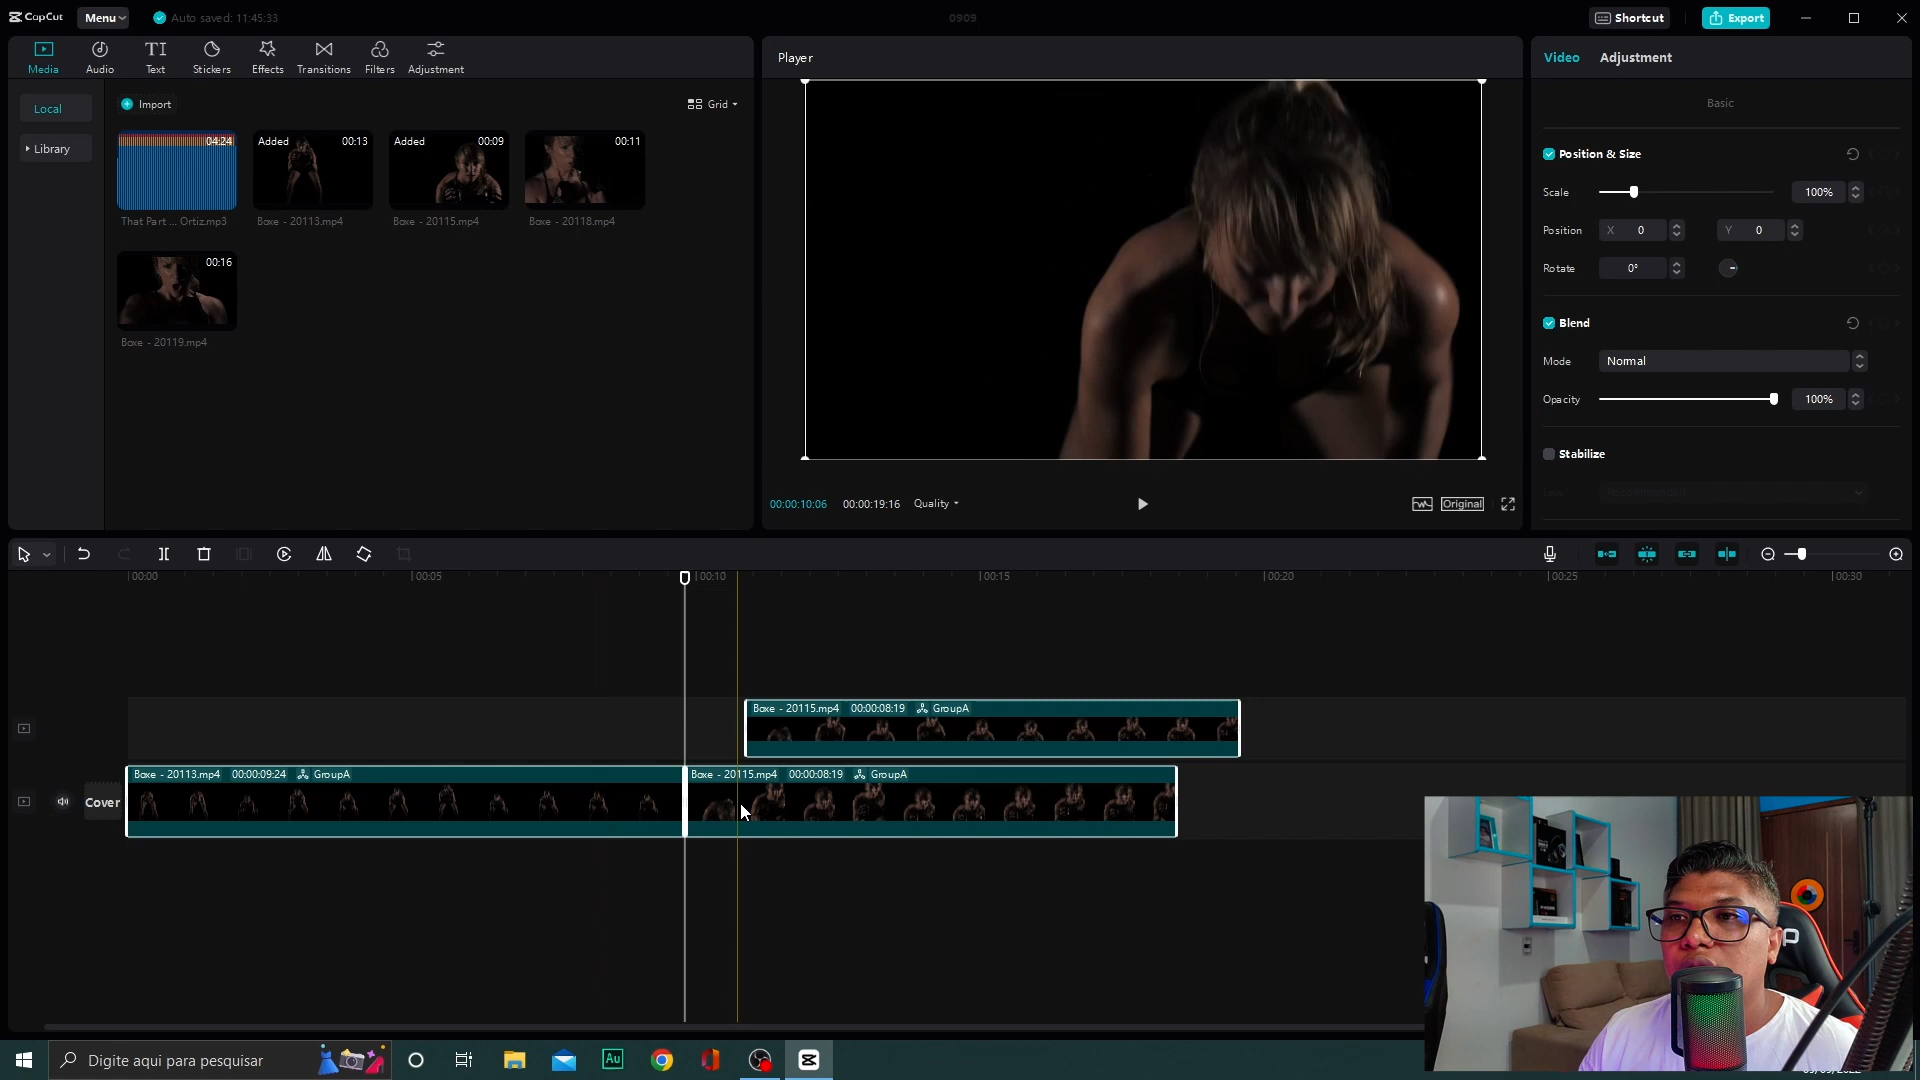 CapCut
Menu
Auto saved: 11:45:33
0909
Shortcut
Export
Media
Audio
Text
Stickers
Effects
Transitions
Filters
Adjustment
Local
Library
Import
Grid
04:24
That Part ... Ortiz.mp3
Added 00:13
Boxe - 20113.mp4
Added 00:09
Boxe - 20115.mp4
00:11
Boxe - 20118.mp4
00:16
Boxe - 20119.mp4
Player
00:00:10:06
00:00:19:16
Quality
Original
Video
Adjustment
Basic
Position & Size
Scale
100%
Position
X 0
Y 0
Rotate
0°
Blend
Mode
Normal
Opacity
100%
Stabilize
Recommended
00:00
00:05
00:10
00:15
00:20
00:25
00:30
Boxe - 20115.mp4 00:00:08:19 GroupA
Cover
Boxe - 20113.mp4 00:00:09:24 GroupA
Boxe - 20115.mp4 00:00:08:19 GroupA
Digite aqui para pesquisar
Au